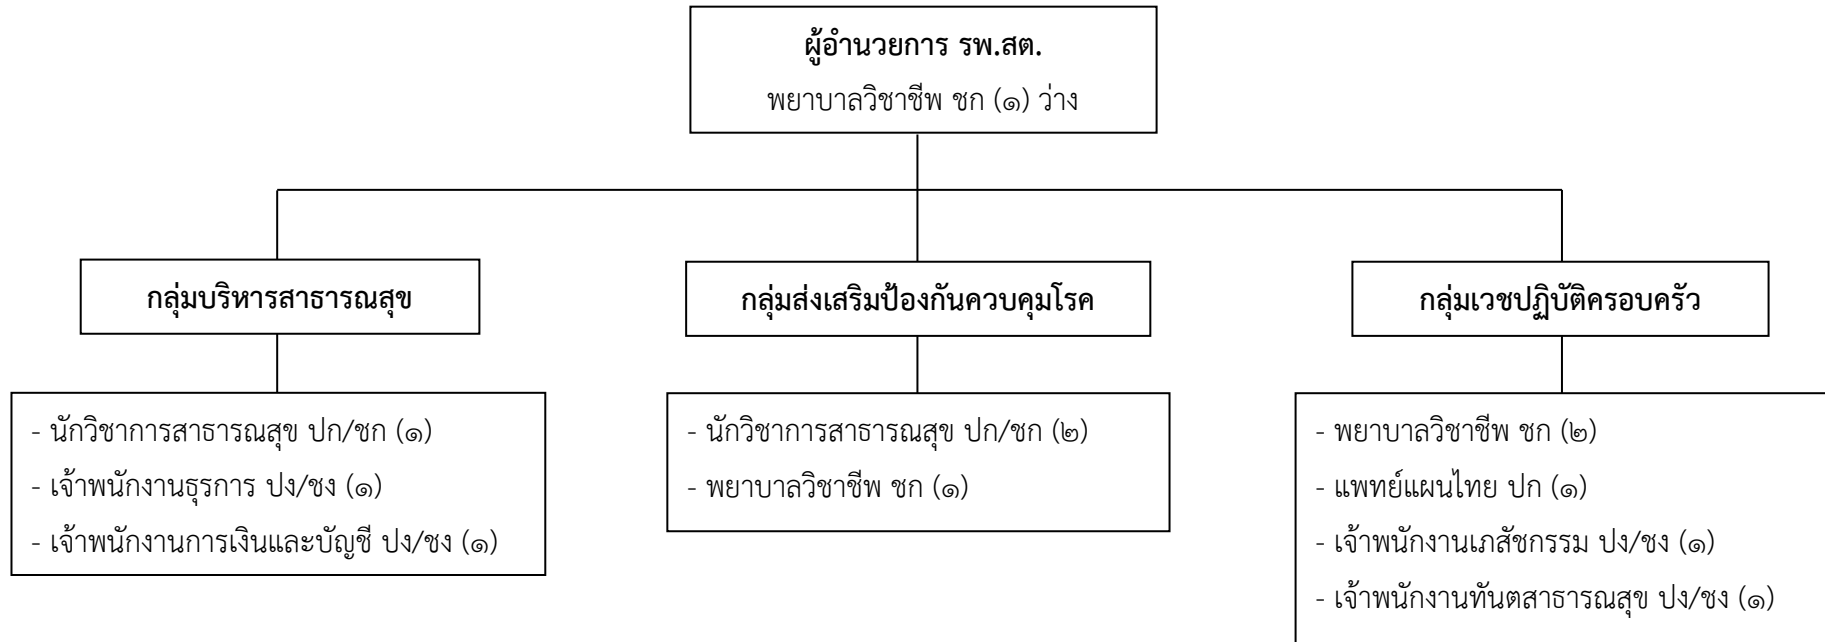 ผู้อำนวยการ รพ.สต.
พยาบาลวิชาชีพ ชก (๑) ว่าง
กลุ่มบริหารสาธารณสุข
กลุ่มส่งเสริมป้องกันควบคุมโรค
กลุ่มเวชปฏิบัติครอบครัว
- นักวิชาการสาธารณสุข ปก/ชก (๑)
- เจ้าพนักงานธุรการ ปง/ชง (๑)
- เจ้าพนักงานการเงินและบัญชี ปง/ชง (๑)
- นักวิชาการสาธารณสุข ปก/ชก (๒)
- พยาบาลวิชาชีพ ชก (๑)
- พยาบาลวิชาชีพ ชก (๒)
- แพทย์แผนไทย ปก (๑)
- เจ้าพนักงานเภสัชกรรม ปง/ชง (๑)
- เจ้าพนักงานทันตสาธารณสุข ปง/ชง (๑)